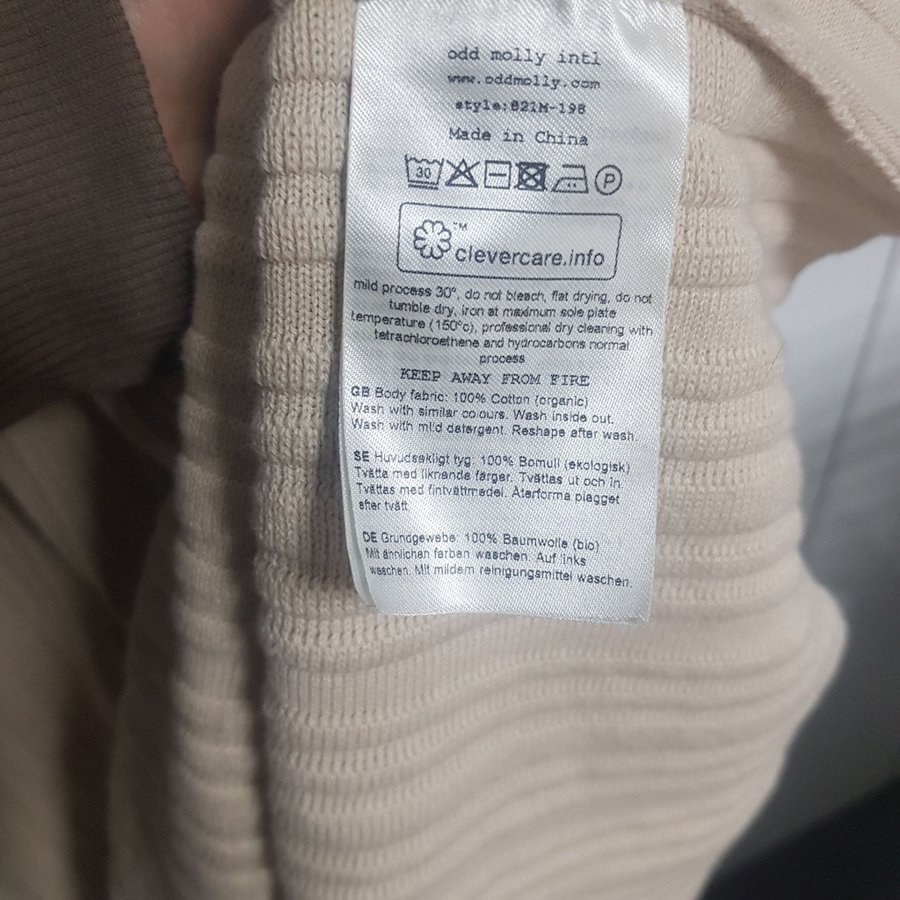 odd molly intl
www.oddmolly.com
style:821M-198
Made in China
30 P
™
clevercare.info
mild process 30°, do not bleach, flat drying, do not
tumble dry, iron at maximum sole plate
temperature (150°c), professional dry cleaning with
tetrachloroethene and hydrocarbons normal
process
KEEP AWAY FROM FIRE
GB Body fabric: 100% Cotton (organic)
Wash with similar colours. Wash inside out.
Wash with mild detergent. Reshape after wash.
SE Huvudsakligt tyg: 100% Bomull (ekologisk)
Tvätta med liknande färger. Tvättas ut och in.
Tvättas med fintvättmedel. Återforma plagget
efter tvätt
DE Grundgewebe: 100% Baumwolle (bio)
Mit ähnlichen farben waschen. Auf links
waschen. Mit mildem reinigungsmittel waschen.